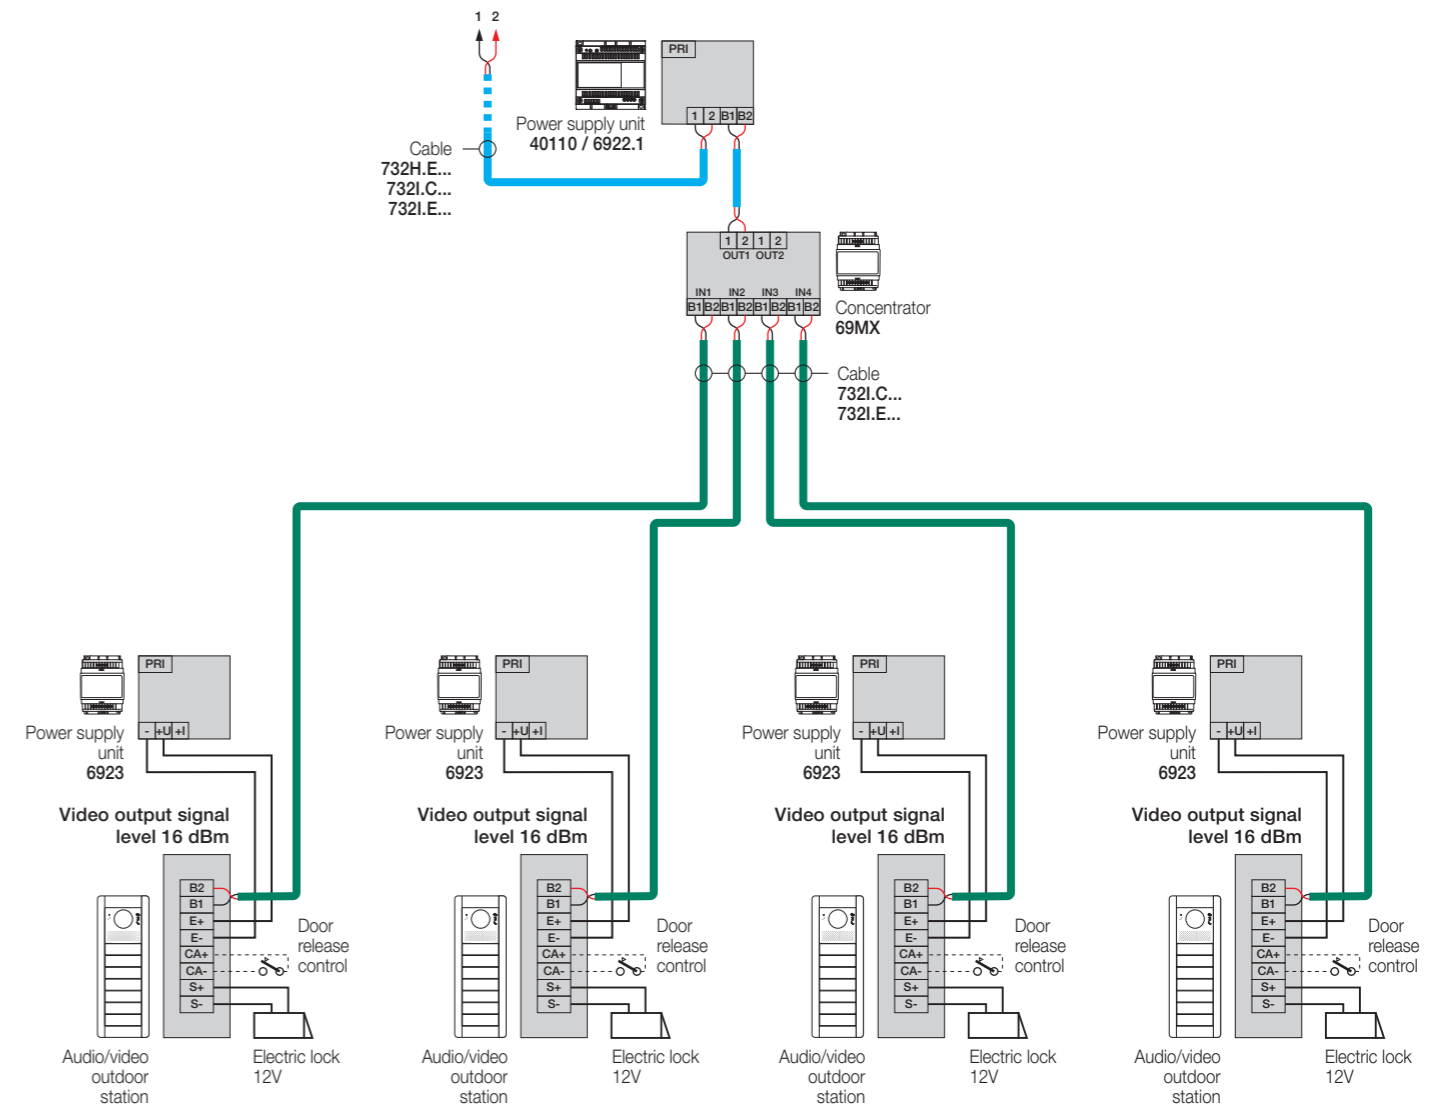 1 2
PRI
1 2 B1 B2
Power supply unit
40110 / 6922.1
Cable
732H.E...
732I.C...
732I.E...
1 2 1 2
OUT1 OUT2
IN1 IN2 IN3 IN4
B1 B2 B1 B2 B1 B2 B1 B2
Concentrator
69MX
Cable
732I.C...
732I.E...
PRI
- +U +I
Power supply
unit
6923
Video output signal
level 16 dBm
B2
B1
E+
E-
CA+
CA-
S+
S-
Door
release
control
Audio/video
outdoor
station
Electric lock
12V
PRI
- +U +I
Power supply
unit
6923
Video output signal
level 16 dBm
B2
B1
E+
E-
CA+
CA-
S+
S-
Door
release
control
Audio/video
outdoor
station
Electric lock
12V
PRI
- +U +I
Power supply
unit
6923
Video output signal
level 16 dBm
B2
B1
E+
E-
CA+
CA-
S+
S-
Door
release
control
Audio/video
outdoor
station
Electric lock
12V
PRI
- +U +I
Power supply
unit
6923
Video output signal
level 16 dBm
B2
B1
E+
E-
CA+
CA-
S+
S-
Door
release
control
Audio/video
outdoor
station
Electric lock
12V